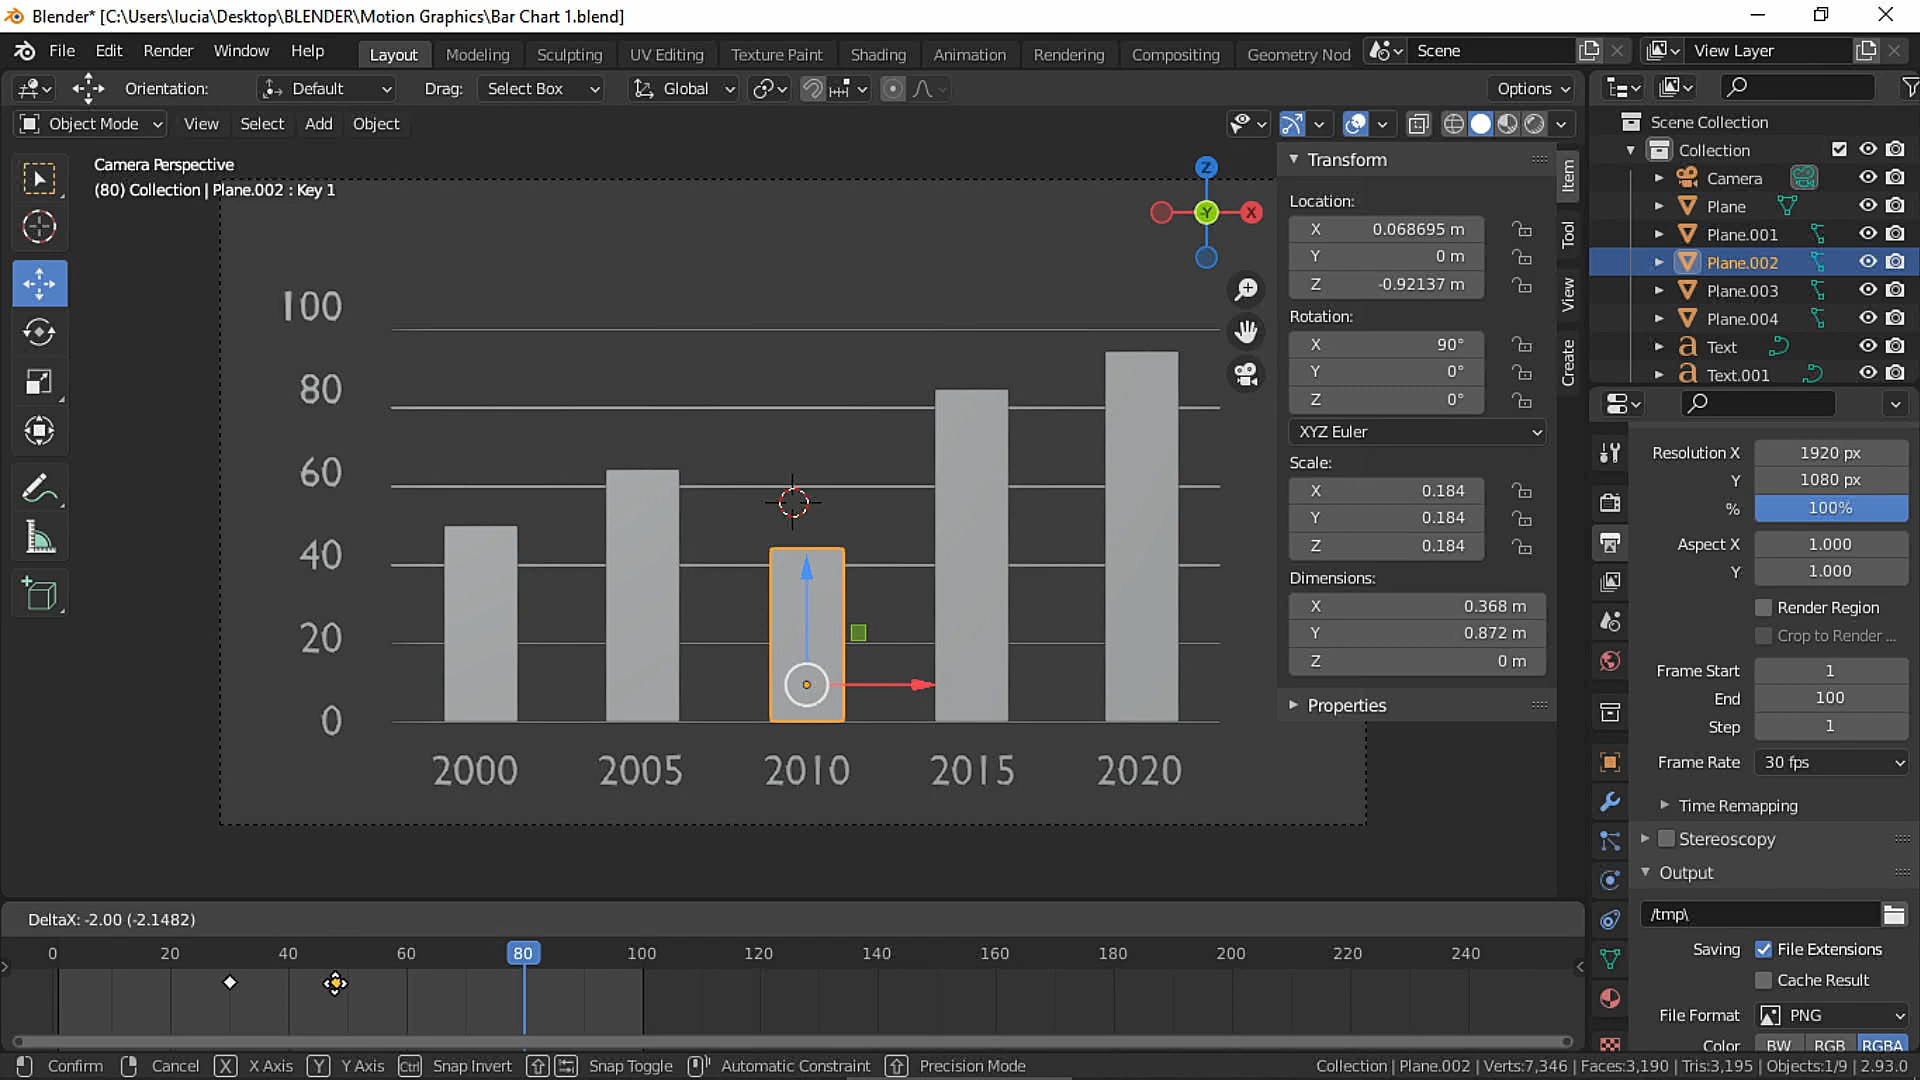 Blender* [C:\Users\lucia\Desktop\BLENDER\Motion Graphics\Bar Chart 1.blend]
File Edit Render Window Help Layout Modeling Sculpting UV Editing Texture Paint Shading Animation Rendering Compositing Geometry Nod Scene View Layer
Orientation: Default Drag: Select Box Global Options
Object Mode View Select Add Object
Camera Perspective
(80) Collection | Plane.002 : Key 1
Z
-Y
X
100
80
60
40
20
0
2000 2005 2010 2015 2020
Transform
Location:
X 0.068695 m
Y 0 m
Z -0.92137 m
Rotation:
X 90°
Y 0°
Z 0°
XYZ Euler
Scale:
X 0.184
Y 0.184
Z 0.184
Dimensions:
X 0.368 m
Y 0.872 m
Z 0 m
Properties
Item
Tool
View
Create
Scene Collection
Collection
Camera
Plane
Plane.001
Plane.002
Plane.003
Plane.004
Text
Text.001
Resolution X 1920 px
Y 1080 px
% 100%
Aspect X 1.000
Y 1.000
Render Region
Crop to Render ...
Frame Start 1
End 100
Step 1
Frame Rate 30 fps
Time Remapping
Stereoscopy
Output
/tmp\
Saving File Extensions
Cache Result
File Format PNG
Color BW RGB RGBA
DeltaX: -2.00 (-2.1482)
0 20 40 60 80 100 120 140 160 180 200 220 240
Confirm Cancel X X Axis Y Y Axis Ctrl Snap Invert Snap Toggle Automatic Constraint Precision Mode
Collection | Plane.002 | Verts:7,346 | Faces:3,190 | Tris:3,195 | Objects:1/9 | 2.93.0